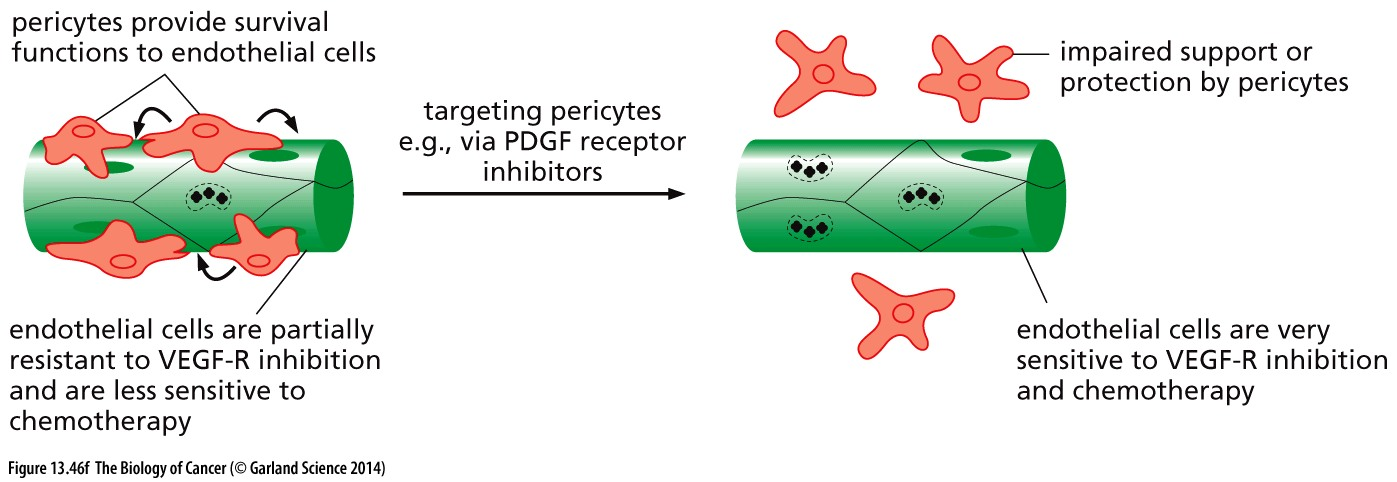 pericytes provide survival
functions to endothelial cells
targeting pericytes
e.g., via PDGF receptor
inhibitors
impaired support or
protection by pericytes
endothelial cells are partially
resistant to VEGF-R inhibition
and are less sensitive to
chemotherapy
endothelial cells are very
sensitive to VEGF-R inhibition
and chemotherapy
Figure 13.46f The Biology of Cancer (© Garland Science 2014)